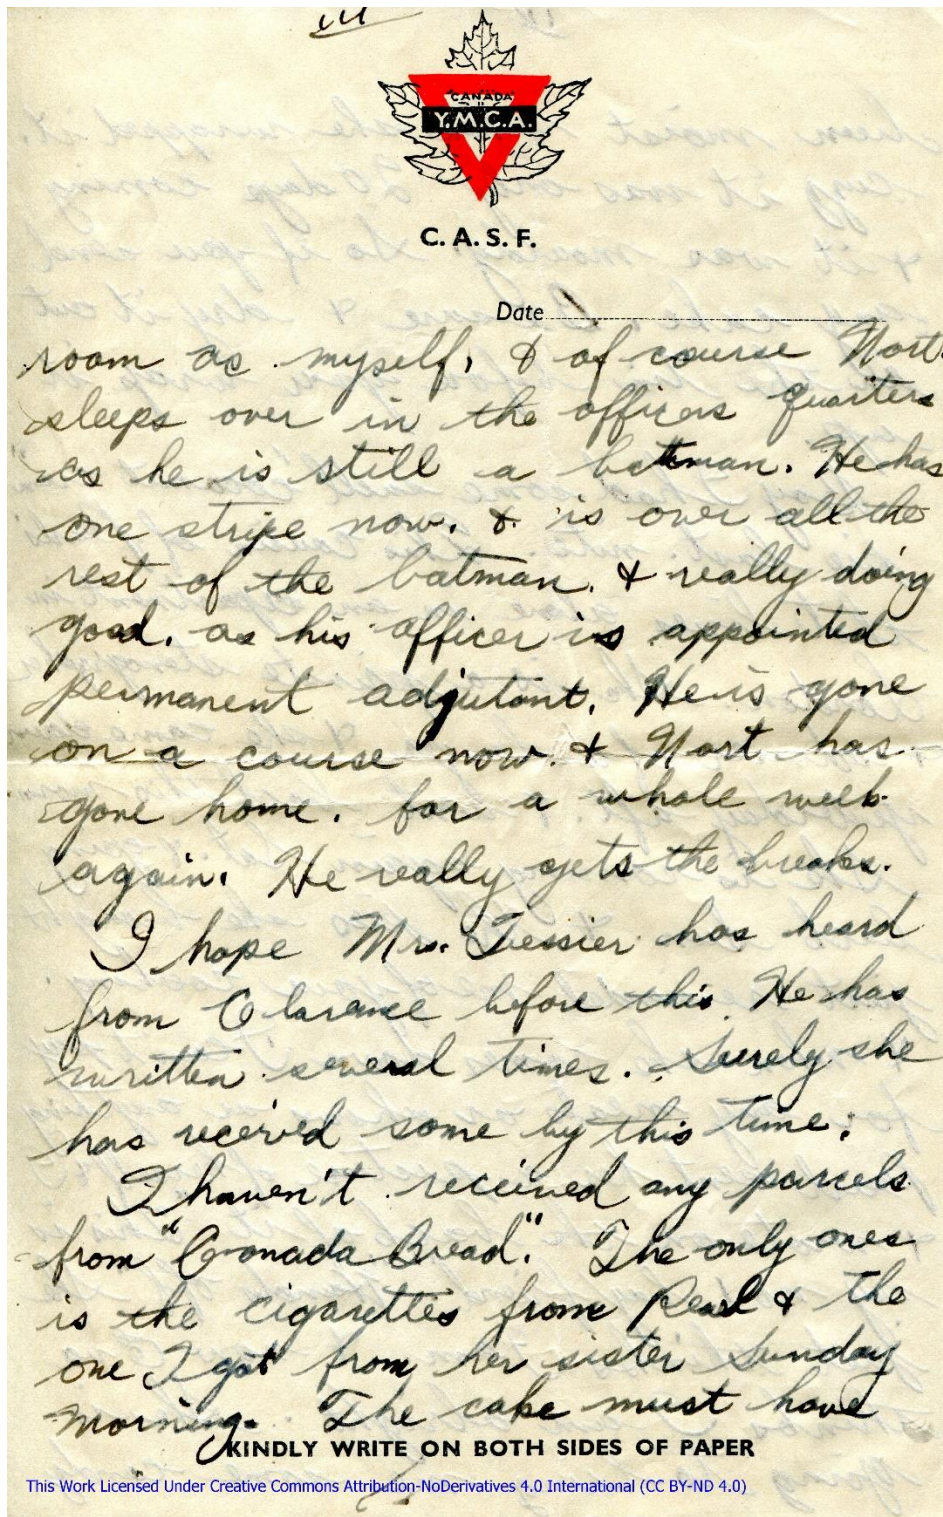 III
CANADA
Y.M.C.A.
C. A. S. F.
Date
room as myself, & of course Nort
sleeps over in the officers quarters
as he is still a batman. He has
one stripe now. & is over all the
rest of the batman. & really doing
good. as his officer is appointed
permanent adjutant. He is gone
on a course now. & Nort has
gone home. for a whole week
again. He really gets the breaks.
I hope Mrs. Tessier has heard
from Clarance before this. He has
written several times. Surely she
has received some by this time.
I haven't received any parcels
from "Canada Bread". The only ones
is the cigarettes from Pearl & the
one I got from her sister Sunday
morning. The cake must have
KINDLY WRITE ON BOTH SIDES OF PAPER
This Work Licensed Under Creative Commons Attribution-NoDerivatives 4.0 International (CC BY-ND 4.0)